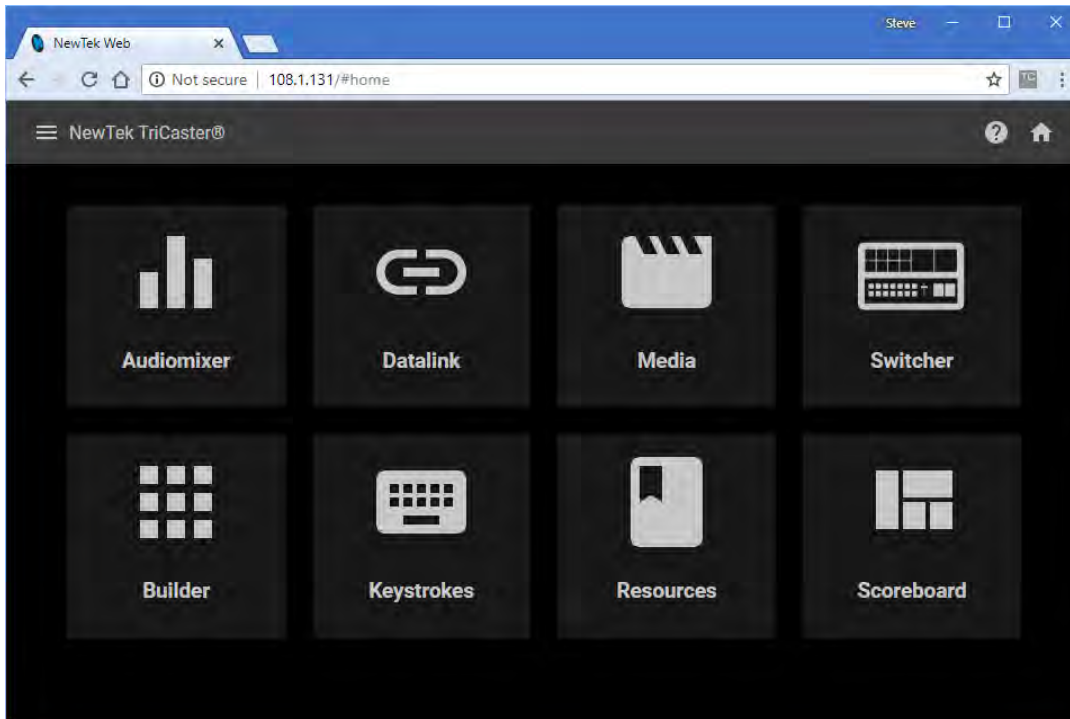 Steve
NewTek Web
Not secure | 108.1.131/#home
TC
NewTek TriCaster®
Audiomixer
Datalink
Media
Switcher
Builder
Keystrokes
Resources
Scoreboard